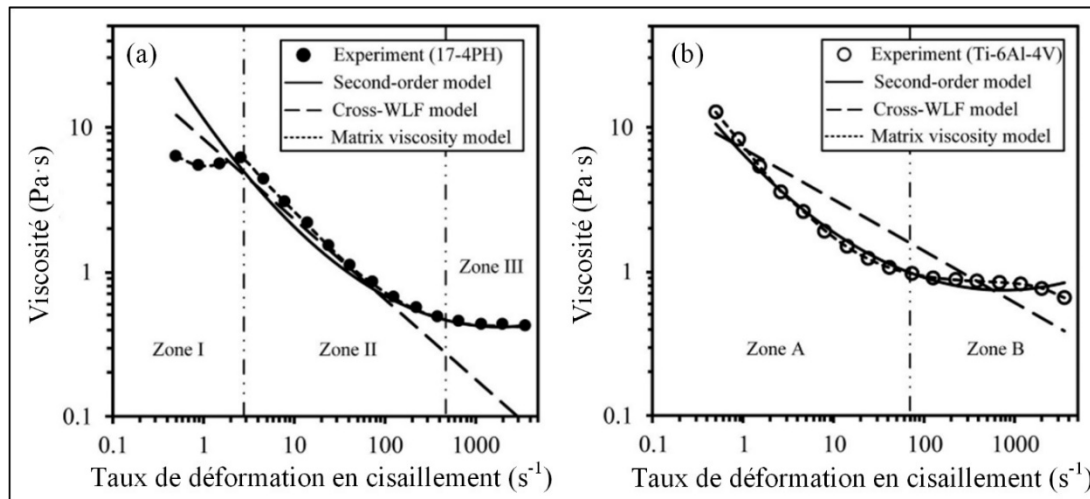 (a)
Experiment (17-4PH)
Second-order model
Cross-WLF model
Matrix viscosity model
Viscosité (Pa·s)
10
1
0.1
Zone I
Zone II
Zone III
0.1 1 10 100 1000
Taux de déformation en cisaillement (s⁻¹)
(b)
Experiment (Ti-6Al-4V)
Second-order model
Cross-WLF model
Matrix viscosity model
Viscosité (Pa·s)
10
1
0.1
Zone A
Zone B
0.1 1 10 100 1000
Taux de déformation en cisaillement (s⁻¹)